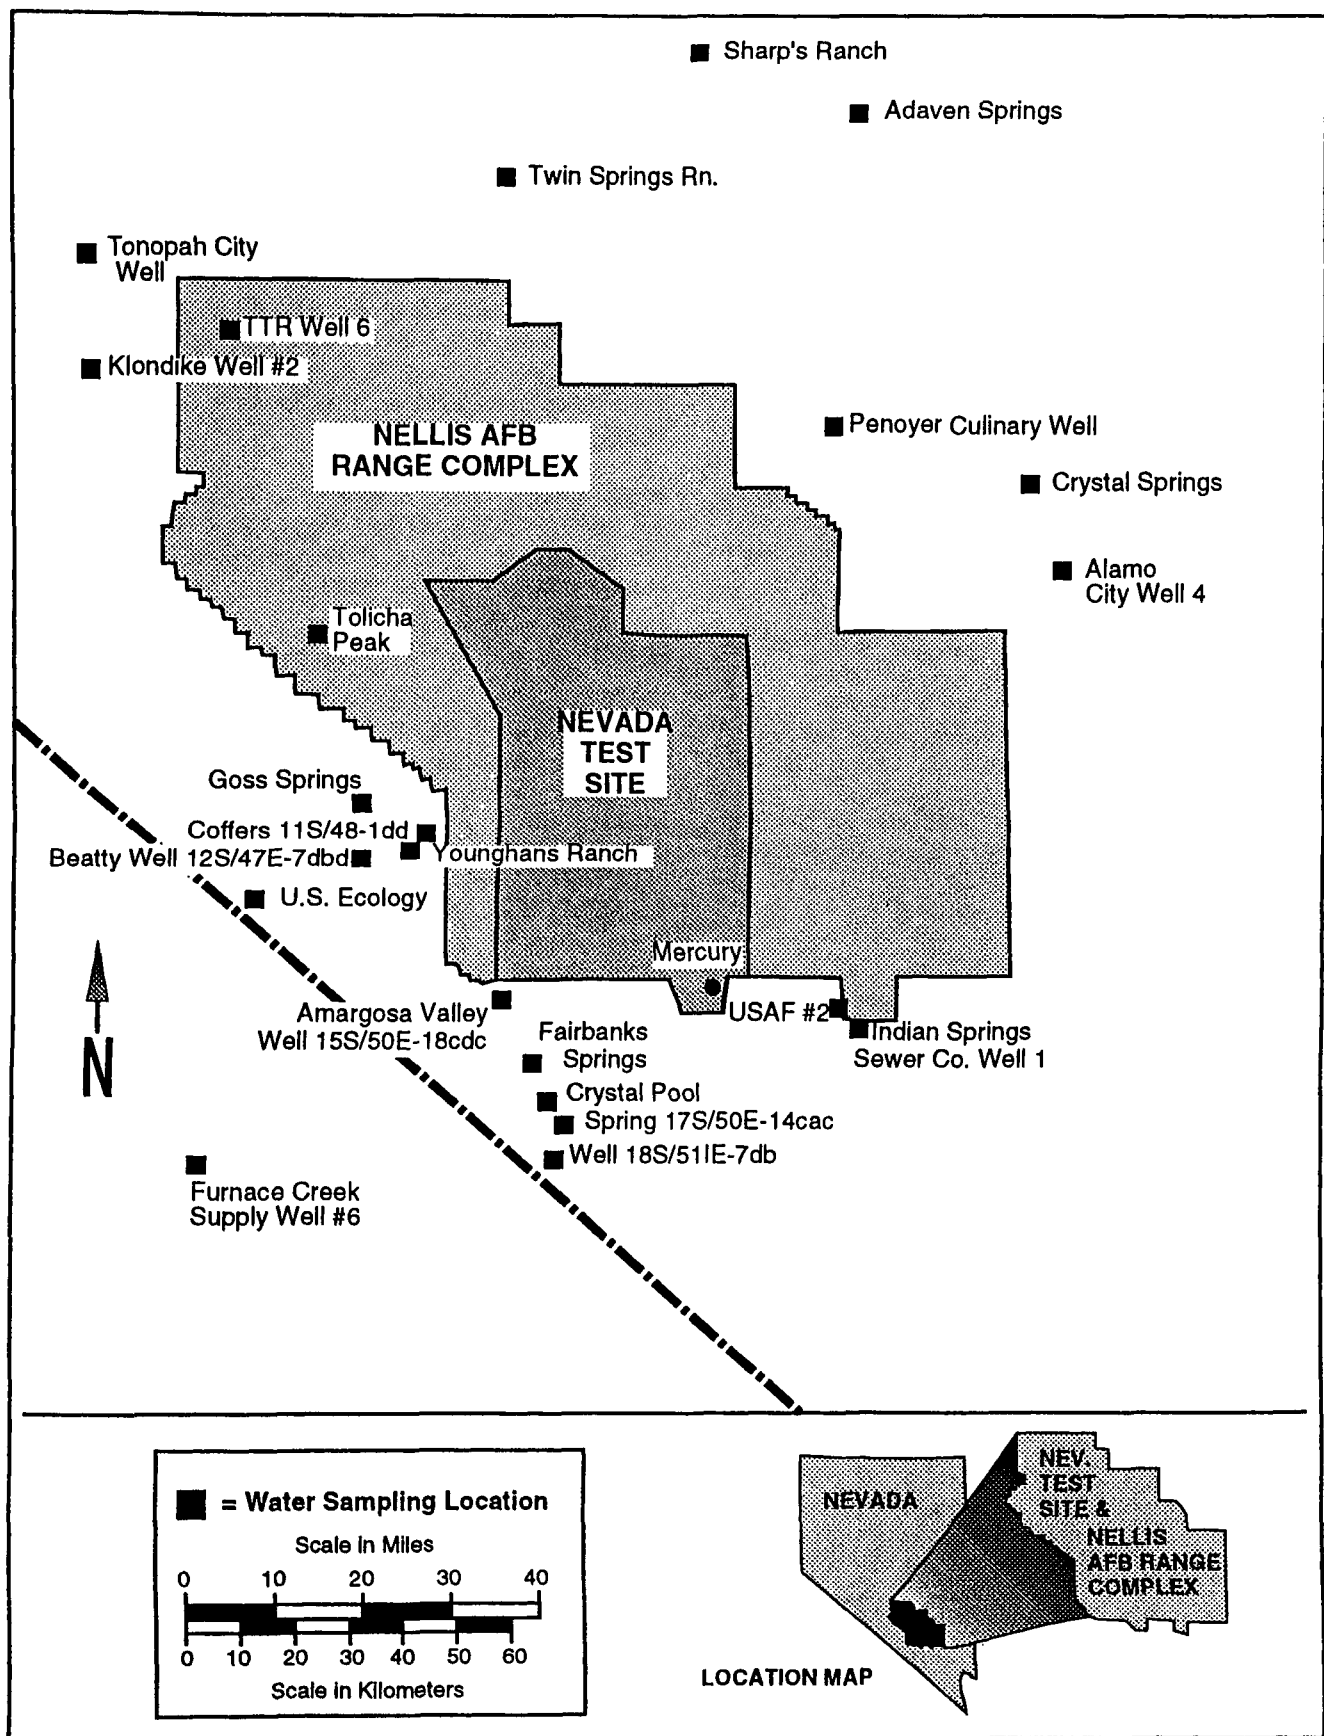 Sharp's Ranch
Adaven Springs
Twin Springs Rn.
Tonopah City
Well
TTR Well 6
Klondike Well #2
NELLIS AFB
RANGE COMPLEX
Penoyer Culinary Well
Crystal Springs
Alamo
City Well 4
Tolicha
Peak
NEVADA
TEST
SITE
Goss Springs
Coffers 11S/48-1dd
Beatty Well 12S/47E-7dbd
Younghans Ranch
U.S. Ecology
Mercury
N
Amargosa Valley
Well 15S/50E-18cdc
USAF #2
Fairbanks
Springs
Indian Springs
Sewer Co. Well 1
Crystal Pool
Spring 17S/50E-14cac
Well 18S/51IE-7db
Furnace Creek
Supply Well #6
= Water Sampling Location
Scale in Miles
0 10 20 30 40
0 10 20 30 40 50 60
Scale in Kilometers
NEVADA
NEV.
TEST
SITE &
NELLIS
AFB RANGE
COMPLEX
LOCATION MAP